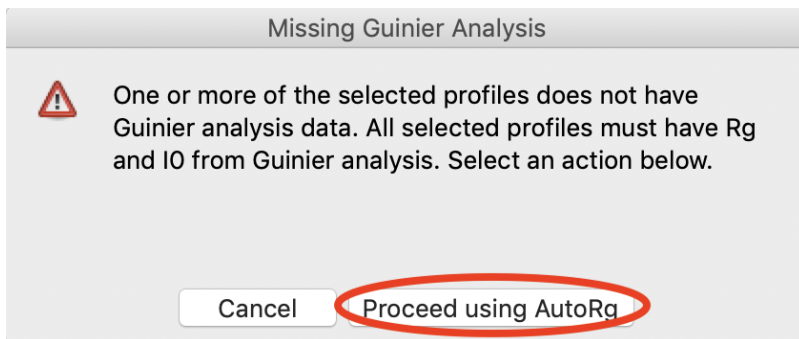 Missing Guinier Analysis
One or more of the selected profiles does not have
Guinier analysis data. All selected profiles must have Rg
and I0 from Guinier analysis. Select an action below.
Cancel Proceed using AutoRg